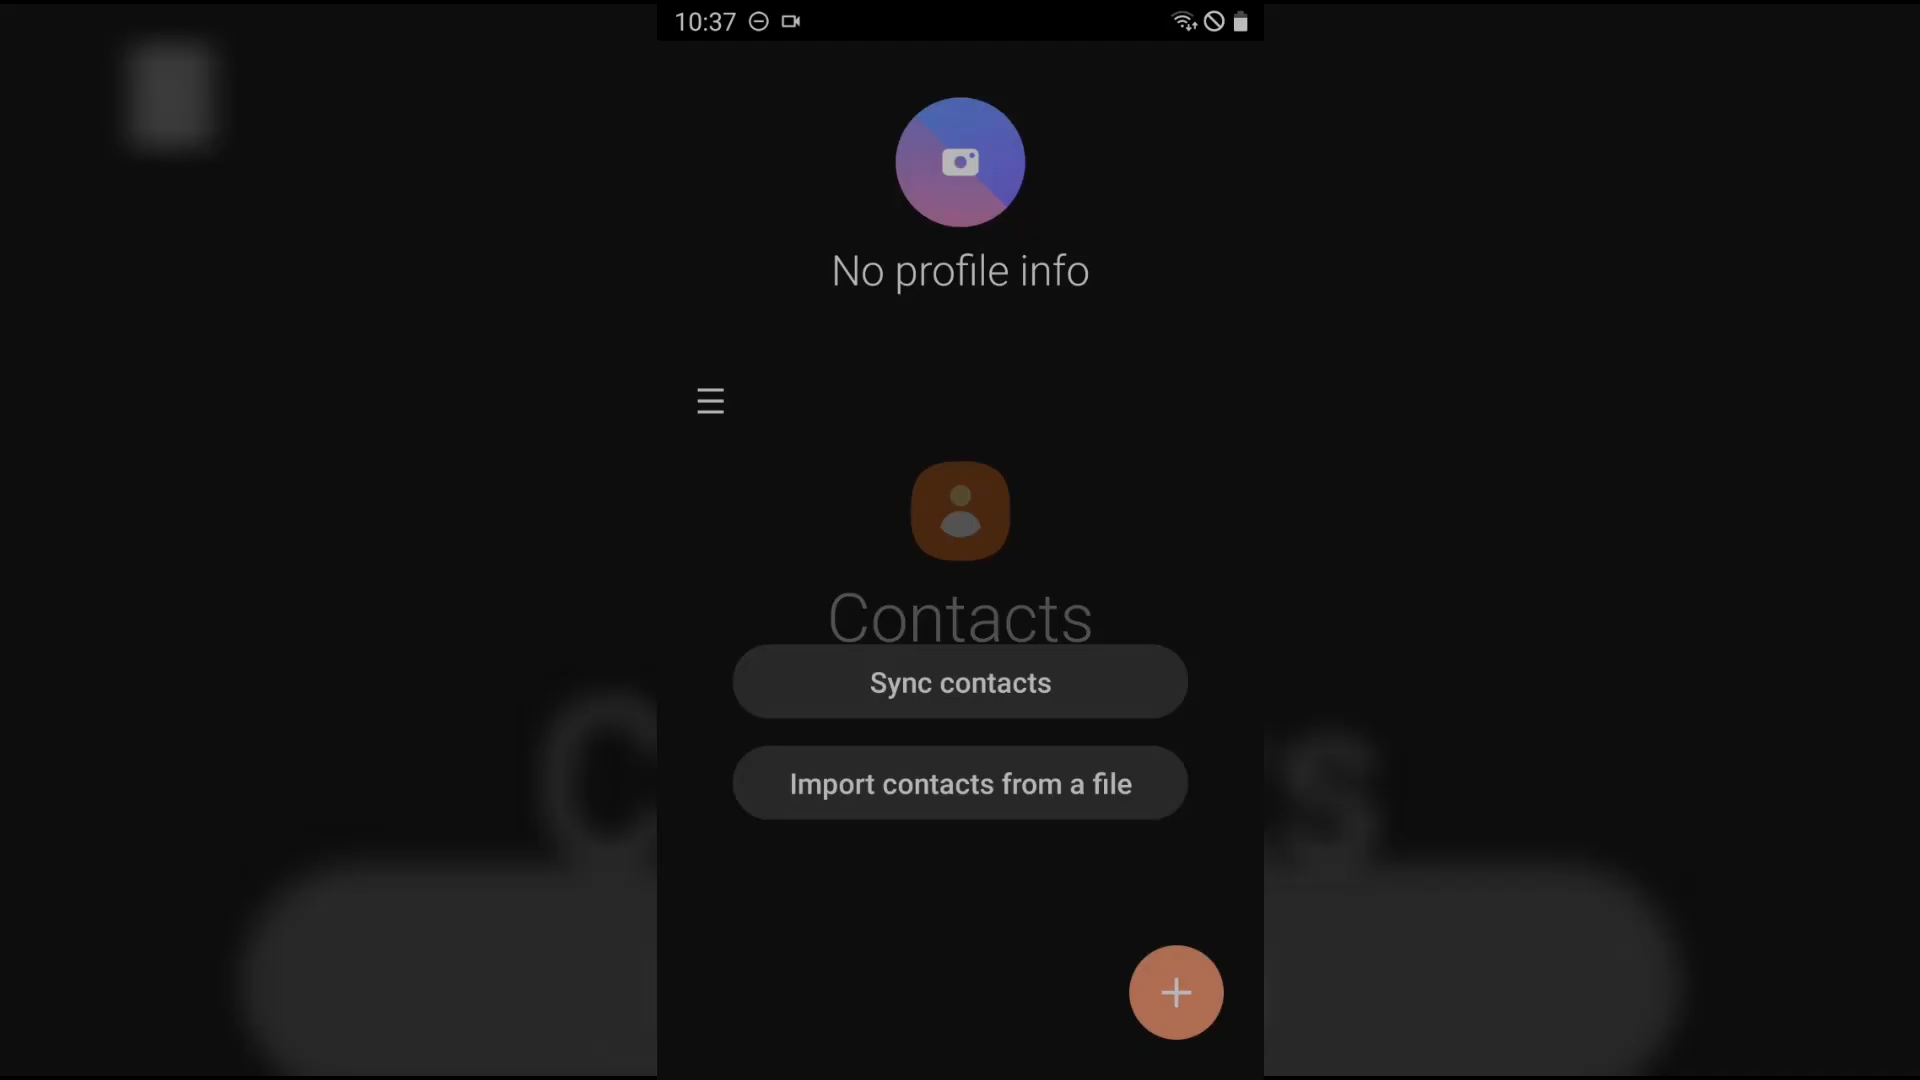 10:37
No profile info
Contacts
Sync contacts
Import contacts from a file